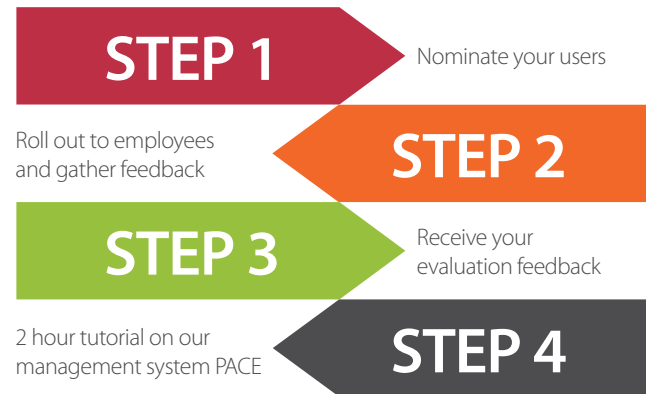 STEP 1
Nominate your users
STEP 2
Roll out to employees
and gather feedback
STEP 3
Receive your
evaluation feedback
STEP 4
2 hour tutorial on our
management system PACE